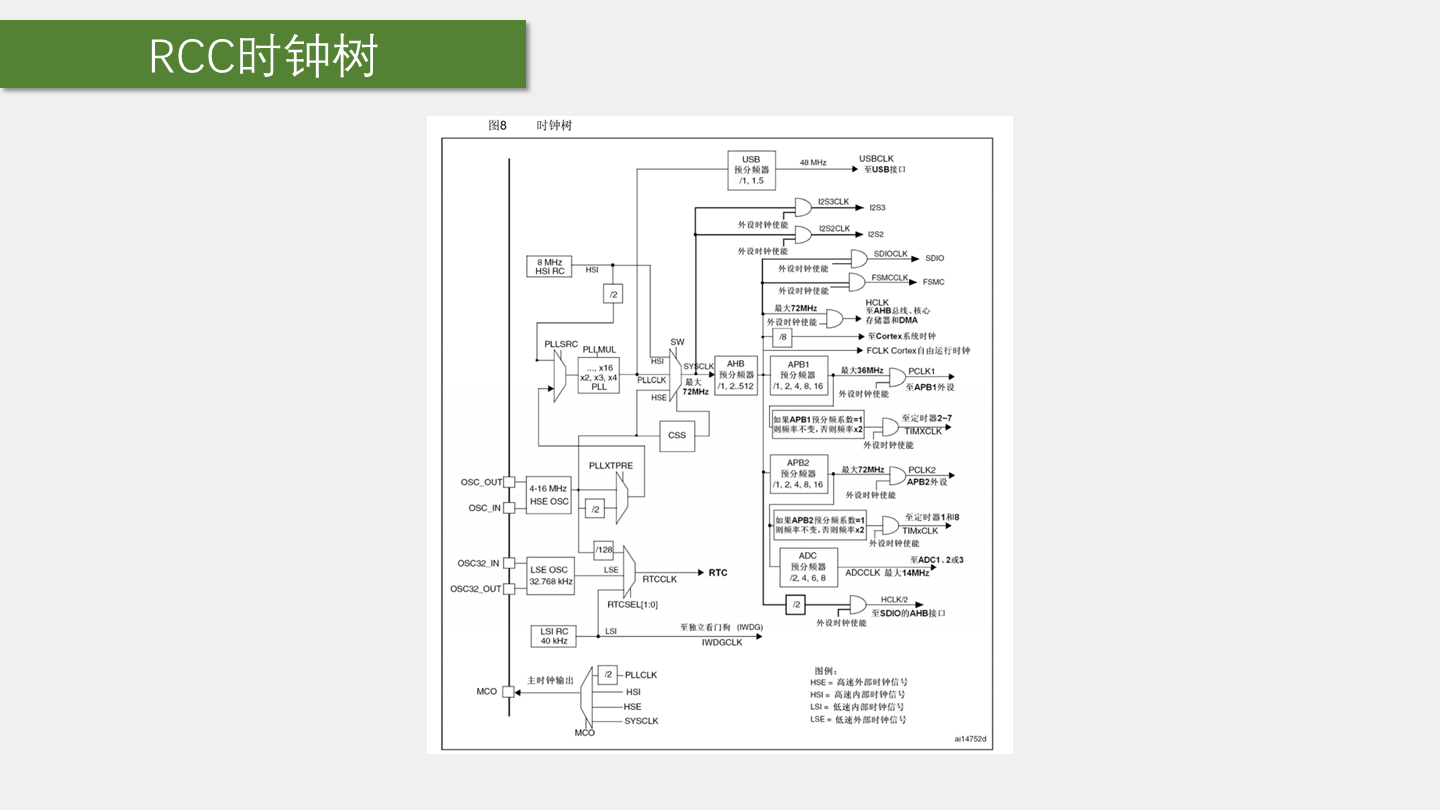 RCC时钟树
图8 时钟树
USB
预分频器
/1, 1.5
48 MHz
USBCLK
至USB接口
I2S3CLK
I2S3
外设时钟使能
I2S2CLK
I2S2
外设时钟使能
SDIOCLK
SDIO
外设时钟使能
FSMCCLK
FSMC
外设时钟使能
8 MHz
HSI RC
HSI
/2
HCLK
至AHB总线、核心
存储器和DMA
最大72MHz
外设时钟使能
/8
至Cortex系统时钟
FCLK Cortex自由运行时钟
PLLSRC
PLLMUL
..., x16
x2, x3, x4
PLL
SW
HSI
PLLCLK
HSE
SYSCLK
最大
72MHz
AHB
预分频器
/1, 2..512
APB1
预分频器
/1, 2, 4, 8, 16
最大36MHz
PCLK1
至APB1外设
外设时钟使能
CSS
如果APB1预分频系数=1
则频率不变,否则频率x2
至定时器2~7
TIMXCLK
外设时钟使能
PLLXTPRE
OSC_OUT
OSC_IN
4-16 MHz
HSE OSC
/2
APB2
预分频器
/1, 2, 4, 8, 16
最大72MHz
PCLK2
APB2外设
外设时钟使能
如果APB2预分频系数=1
则频率不变,否则频率x2
至定时器1和8
TIMxCLK
外设时钟使能
OSC32_IN
OSC32_OUT
LSE OSC
32.768 kHz
/128
LSE
RTCCLK
RTC
RTCSEL[1:0]
ADC
预分频器
/2, 4, 6, 8
至ADC1、2或3
ADCCLK 最大14MHz
/2
HCLK/2
至SDIO的AHB接口
外设时钟使能
LSI RC
40 kHz
LSI
至独立看门狗 (IWDG)
IWDGCLK
MCO
主时钟输出
/2
PLLCLK
HSI
HSE
SYSCLK
MCO
图例:
HSE = 高速外部时钟信号
HSI = 高速内部时钟信号
LSI = 低速内部时钟信号
LSE = 低速外部时钟信号
ai14752d